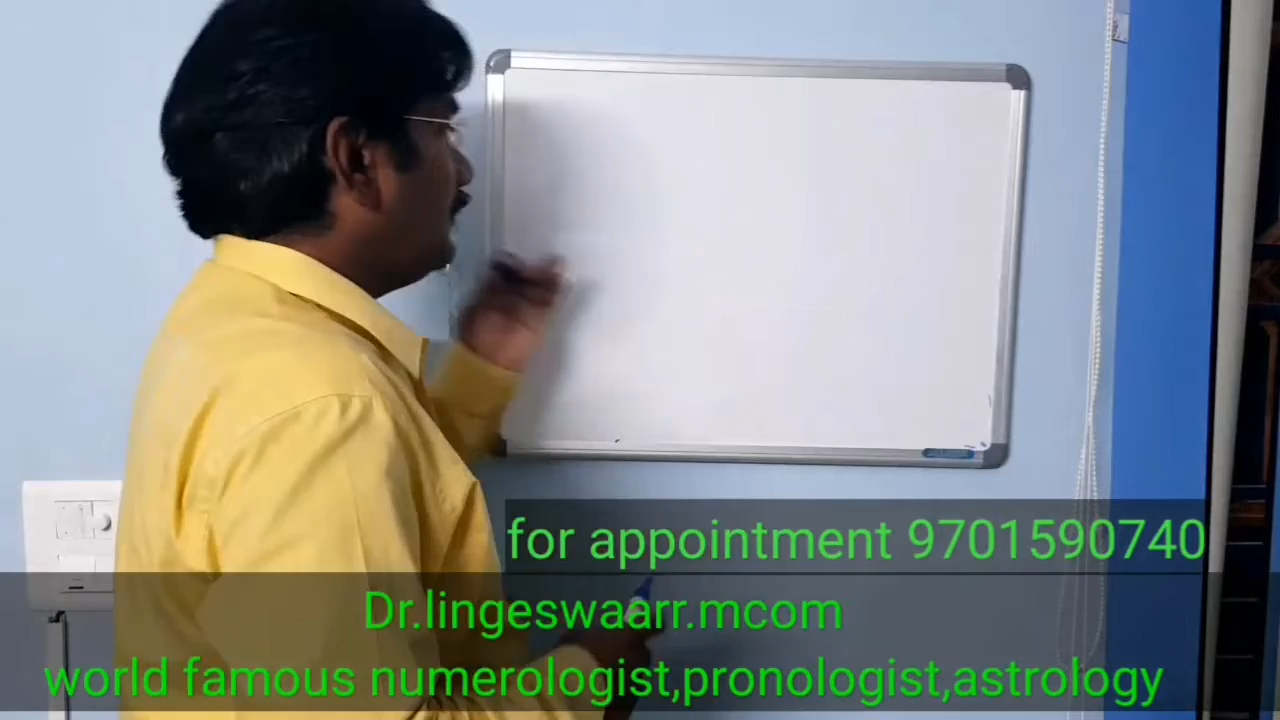 for appointment 9701590740
Dr.lingeswaarr.mcom
world famous numerologist,pronologist,astrology